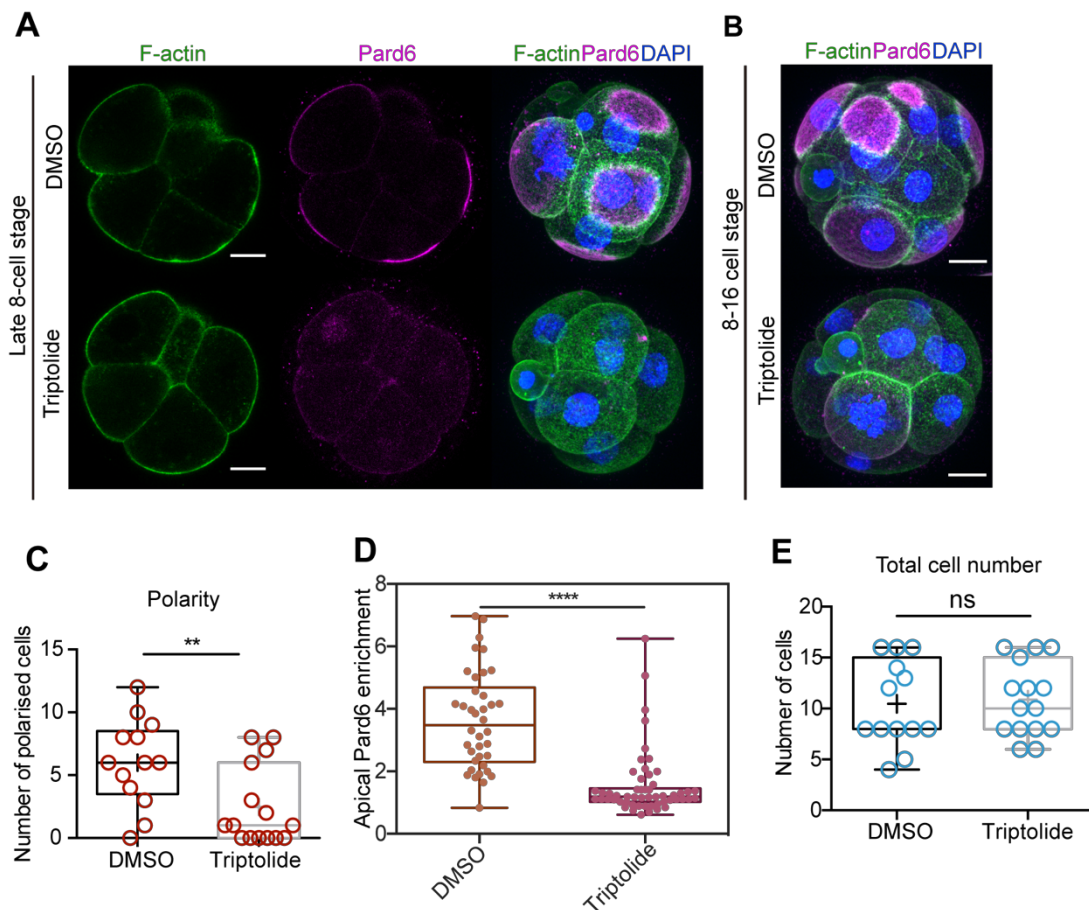 A
B
F-actin
Pard6
F-actinPard6DAPI
F-actinPard6DAPI
Late 8-cell stage
DMSO
Triptolide
8-16 cell stage
DMSO
Triptolide
C
Polarity
**
Number of polarised cells
15
10
5
0
DMSO
Triptolide
D
****
Apical Pard6 enrichment
8
6
4
2
0
DMSO
Triptolide
E
Total cell number
ns
Nubmer of cells
20
15
10
5
0
DMSO
Triptolide